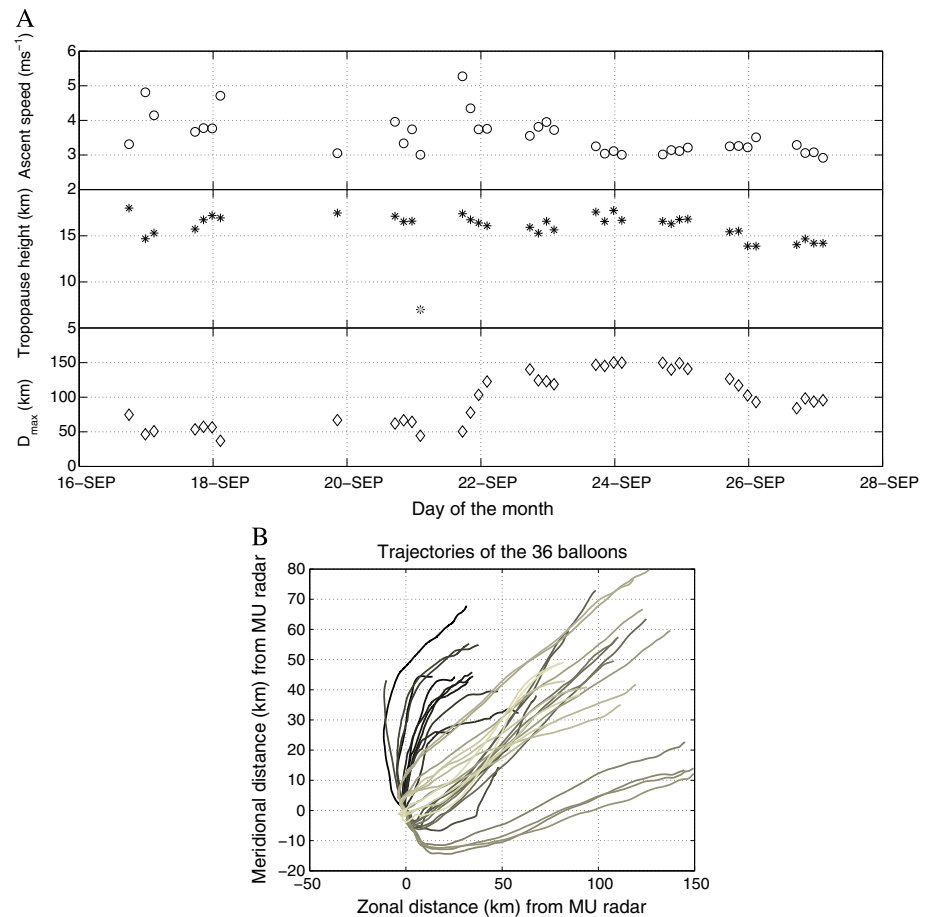 A
Ascent speed (ms⁻¹)
6
5
4
3
2
Tropopause height (km)
15
10
5
D_max (km)
150
100
50
0
16−SEP 18−SEP 20−SEP 22−SEP 24−SEP 26−SEP 28−SEP
Day of the month
B
Trajectories of the 36 balloons
Meridional distance (km) from MU radar
80
70
60
50
40
30
20
10
0
−10
−20
−50 0 50 100 150
Zonal distance (km) from MU radar